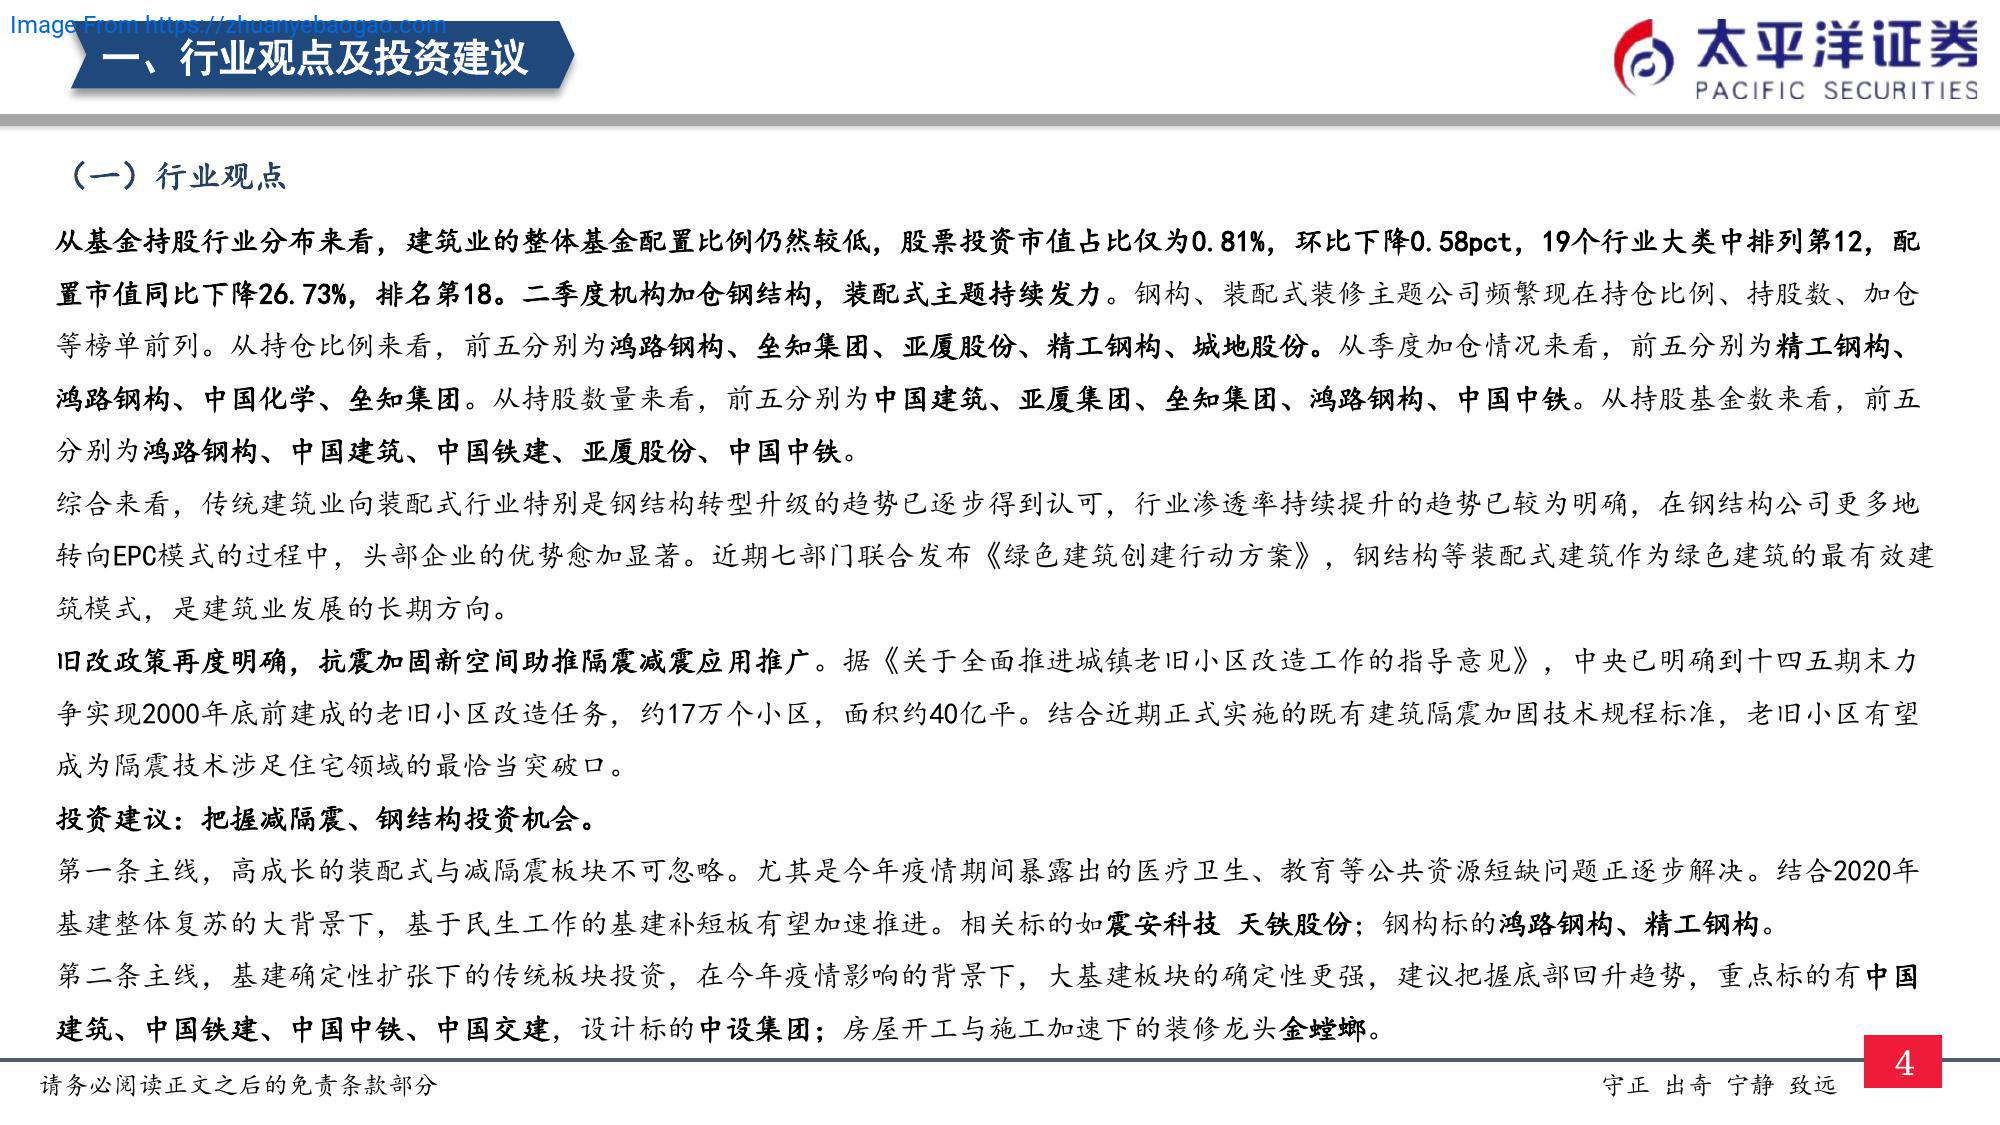 Image From https://zhuanyebaogao.com
一、行业观点及投资建议
太平洋证券
PACIFIC SECURITIES
（一）行业观点
从基金持股行业分布来看，建筑业的整体基金配置比例仍然较低，股票投资市值占比仅为0.81%，环比下降0.58pct，19个行业大类中排列第12，配
置市值同比下降26.73%，排名第18。二季度机构加仓钢结构，装配式主题持续发力。钢构、装配式装修主题公司频繁现在持仓比例、持股数、加仓
等榜单前列。从持仓比例来看，前五分别为鸿路钢构、垒知集团、亚厦股份、精工钢构、城地股份。从季度加仓情况来看，前五分别为精工钢构、
鸿路钢构、中国化学、垒知集团。从持股数量来看，前五分别为中国建筑、亚厦集团、垒知集团、鸿路钢构、中国中铁。从持股基金数来看，前五
分别为鸿路钢构、中国建筑、中国铁建、亚厦股份、中国中铁。
综合来看，传统建筑业向装配式行业特别是钢结构转型升级的趋势已逐步得到认可，行业渗透率持续提升的趋势已较为明确，在钢结构公司更多地
转向EPC模式的过程中，头部企业的优势愈加显著。近期七部门联合发布《绿色建筑创建行动方案》，钢结构等装配式建筑作为绿色建筑的最有效建
筑模式，是建筑业发展的长期方向。
旧改政策再度明确，抗震加固新空间助推隔震减震应用推广。据《关于全面推进城镇老旧小区改造工作的指导意见》，中央已明确到十四五期末力
争实现2000年底前建成的老旧小区改造任务，约17万个小区，面积约40亿平。结合近期正式实施的既有建筑隔震加固技术规程标准，老旧小区有望
成为隔震技术涉足住宅领域的最恰当突破口。
投资建议：把握减隔震、钢结构投资机会。
第一条主线，高成长的装配式与减隔震板块不可忽略。尤其是今年疫情期间暴露出的医疗卫生、教育等公共资源短缺问题正逐步解决。结合2020年
基建整体复苏的大背景下，基于民生工作的基建补短板有望加速推进。相关标的如震安科技 天铁股份；钢构标的鸿路钢构、精工钢构。
第二条主线，基建确定性扩张下的传统板块投资，在今年疫情影响的背景下，大基建板块的确定性更强，建议把握底部回升趋势，重点标的有中国
建筑、中国铁建、中国中铁、中国交建，设计标的中设集团；房屋开工与施工加速下的装修龙头金螳螂。
请务必阅读正文之后的免责条款部分
守正 出奇 宁静 致远
4